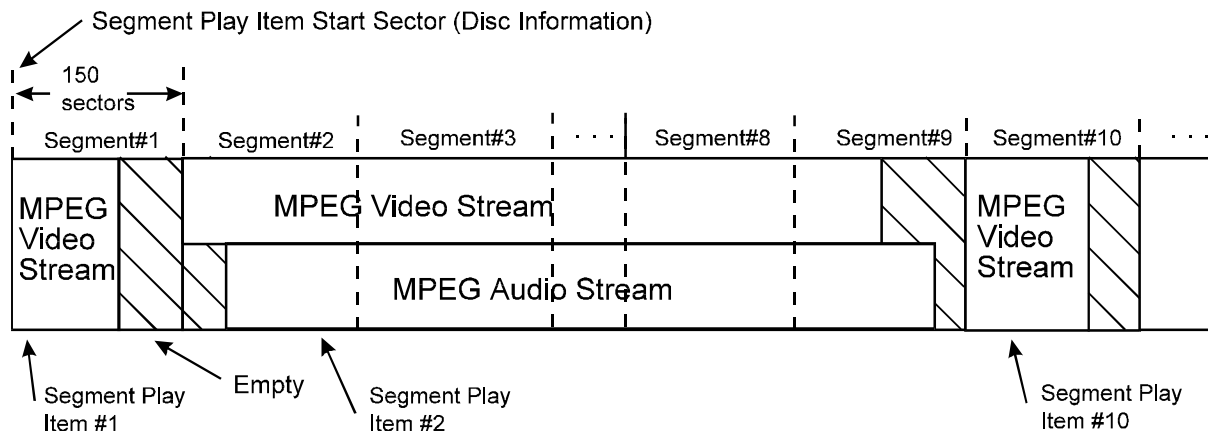 Segment Play Item Start Sector (Disc Information)
150
sectors
Segment#1
Segment#2
Segment#3
· · ·
Segment#8
Segment#9
Segment#10
· · ·
MPEG
Video
Stream
MPEG Video Stream
MPEG Audio Stream
MPEG
Video
Stream
Segment Play
Item #1
Empty
Segment Play
Item #2
Segment Play
Item #10